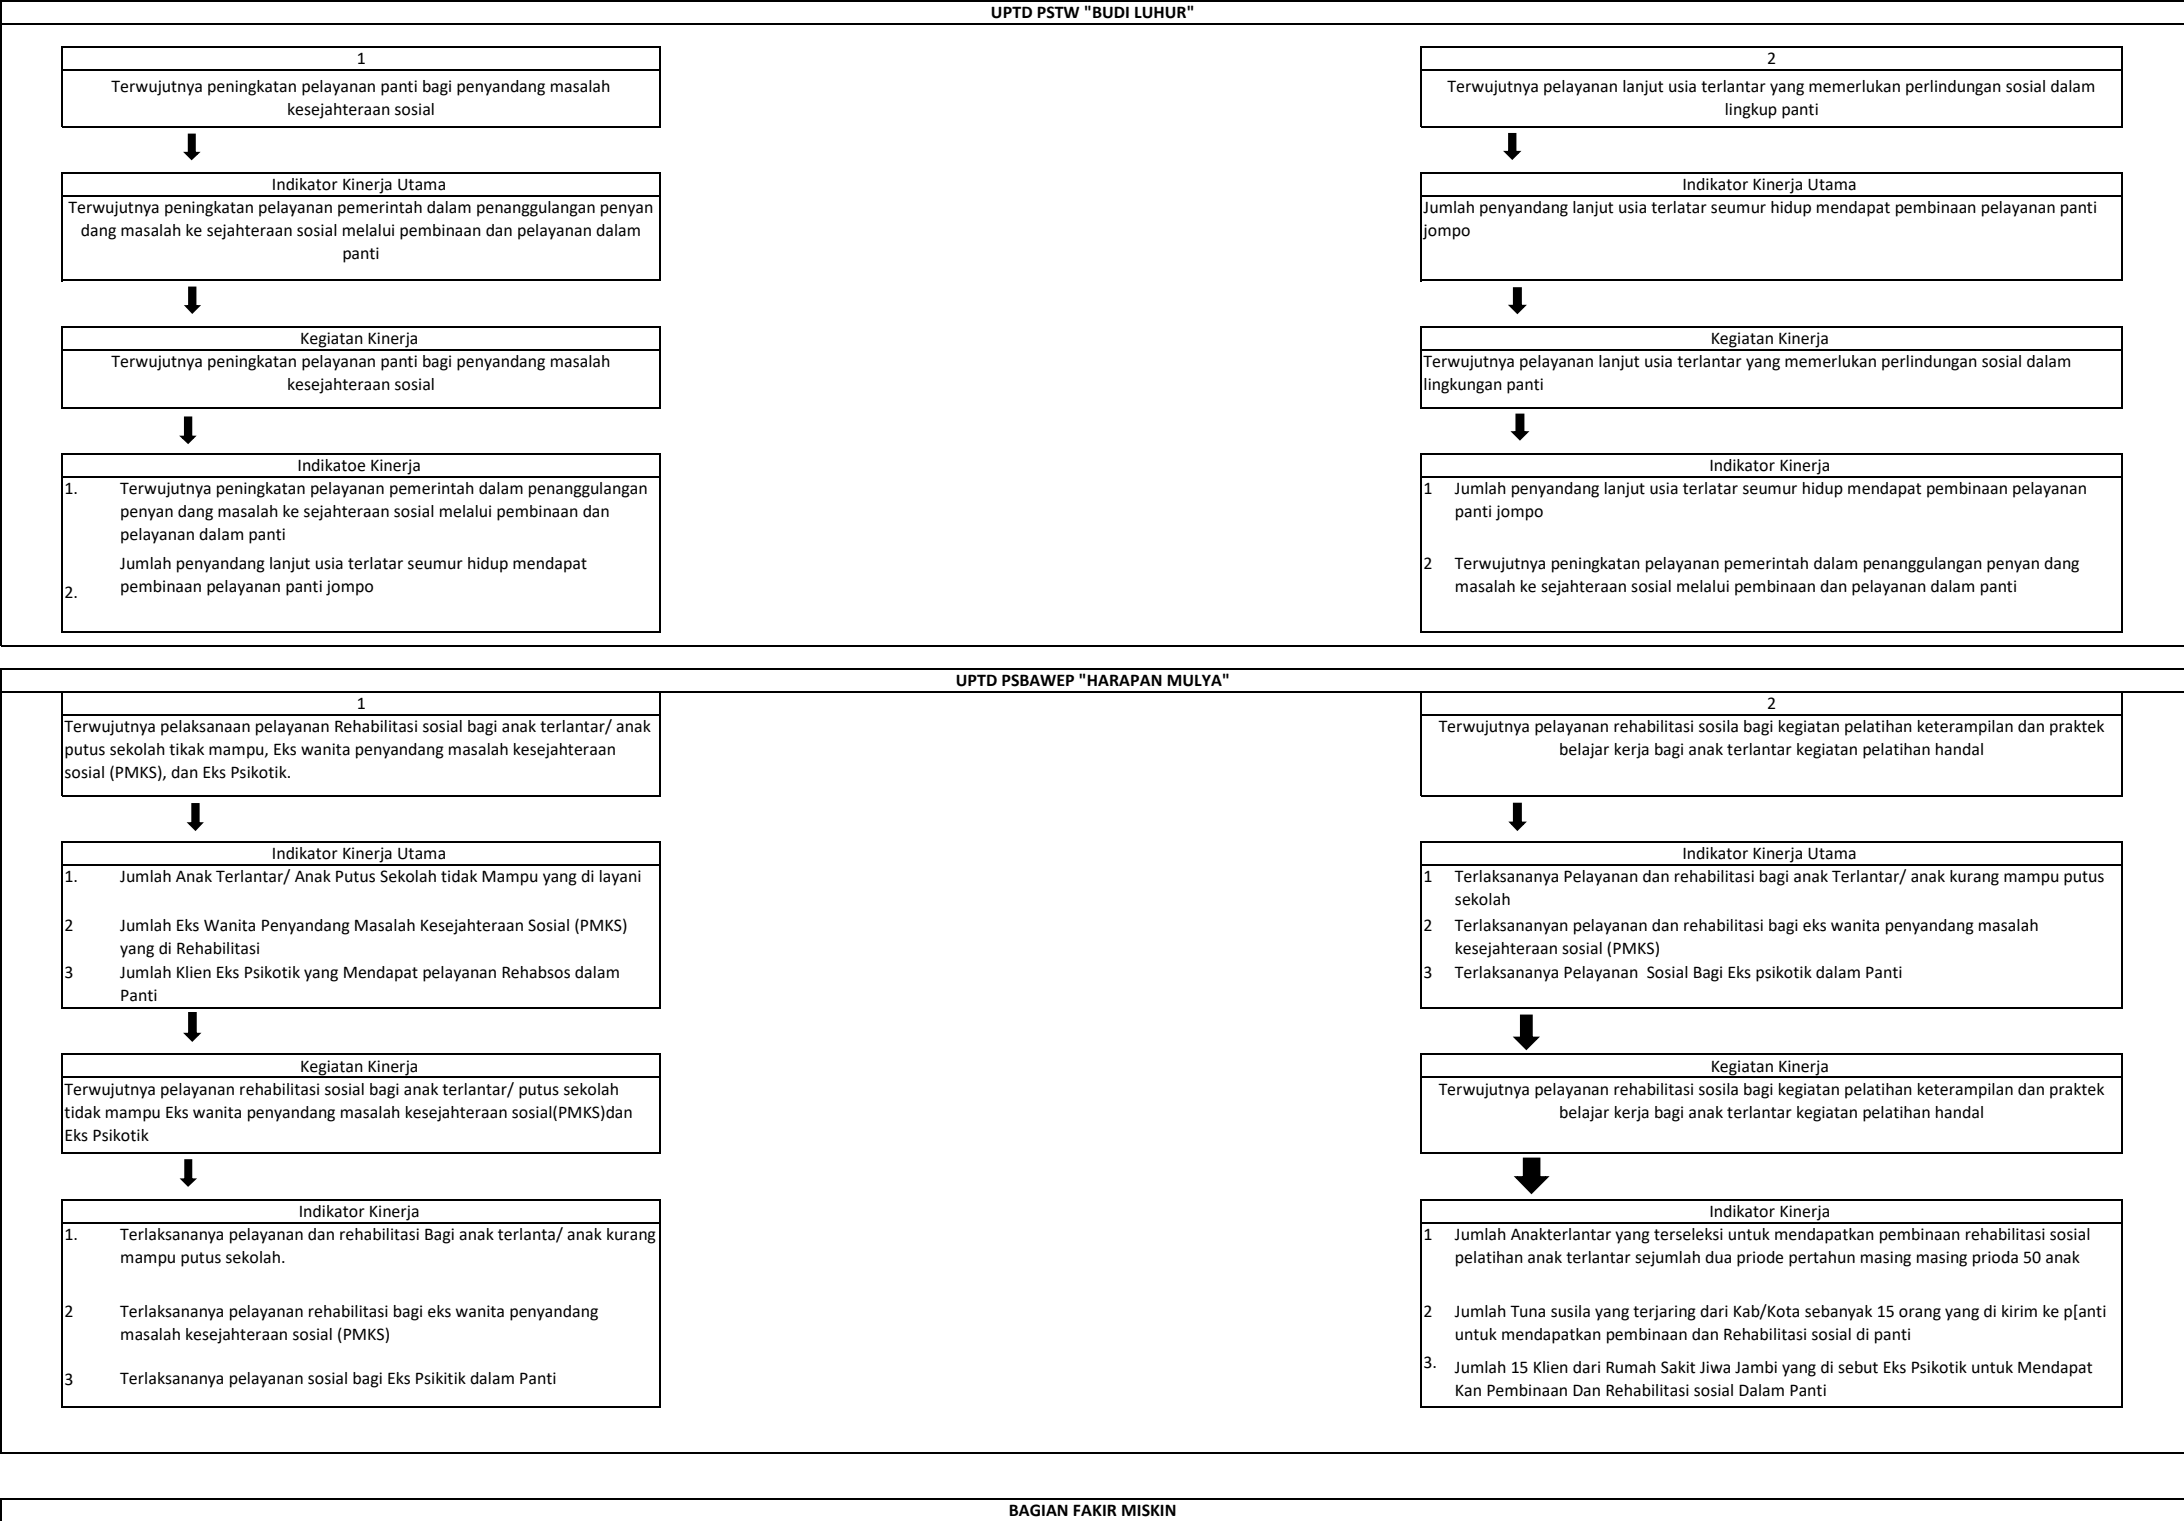 UPTD PSTW "BUDI LUHUR"
1
Terwujutnya peningkatan pelayanan panti bagi penyandang masalah
kesejahteraan sosial
Indikator Kinerja Utama
Terwujutnya peningkatan pelayanan pemerintah dalam penanggulangan penyan
dang masalah ke sejahteraan sosial melalui pembinaan dan pelayanan dalam
panti
Kegiatan Kinerja
Terwujutnya peningkatan pelayanan panti bagi penyandang masalah
kesejahteraan sosial
Indikatoe Kinerja
1. Terwujutnya peningkatan pelayanan pemerintah dalam penanggulangan
penyan dang masalah ke sejahteraan sosial melalui pembinaan dan
pelayanan dalam panti
Jumlah penyandang lanjut usia terlatar seumur hidup mendapat
2. pembinaan pelayanan panti jompo
2
Terwujutnya pelayanan lanjut usia terlantar yang memerlukan perlindungan sosial dalam
lingkup panti
Indikator Kinerja Utama
Jumlah penyandang lanjut usia terlatar seumur hidup mendapat pembinaan pelayanan panti
jompo
Kegiatan Kinerja
Terwujutnya pelayanan lanjut usia terlantar yang memerlukan perlindungan sosial dalam
lingkungan panti
Indikator Kinerja
1 Jumlah penyandang lanjut usia terlatar seumur hidup mendapat pembinaan pelayanan
panti jompo
2 Terwujutnya peningkatan pelayanan pemerintah dalam penanggulangan penyan dang
masalah ke sejahteraan sosial melalui pembinaan dan pelayanan dalam panti
UPTD PSBAWEP "HARAPAN MULYA"
1
Terwujutnya pelaksanaan pelayanan Rehabilitasi sosial bagi anak terlantar/ anak
putus sekolah tikak mampu, Eks wanita penyandang masalah kesejahteraan
sosial (PMKS), dan Eks Psikotik.
Indikator Kinerja Utama
1. Jumlah Anak Terlantar/ Anak Putus Sekolah tidak Mampu yang di layani
2 Jumlah Eks Wanita Penyandang Masalah Kesejahteraan Sosial (PMKS)
yang di Rehabilitasi
3 Jumlah Klien Eks Psikotik yang Mendapat pelayanan Rehabsos dalam
Panti
Kegiatan Kinerja
Terwujutnya pelayanan rehabilitasi sosial bagi anak terlantar/ putus sekolah
tidak mampu Eks wanita penyandang masalah kesejahteraan sosial(PMKS)dan
Eks Psikotik
Indikator Kinerja
1. Terlaksananya pelayanan dan rehabilitasi Bagi anak terlanta/ anak kurang
mampu putus sekolah.
2 Terlaksananya pelayanan rehabilitasi bagi eks wanita penyandang
masalah kesejahteraan sosial (PMKS)
3 Terlaksananya pelayanan sosial bagi Eks Psikitik dalam Panti
2
Terwujutnya pelayanan rehabilitasi sosila bagi kegiatan pelatihan keterampilan dan praktek
belajar kerja bagi anak terlantar kegiatan pelatihan handal
Indikator Kinerja Utama
1 Terlaksananya Pelayanan dan rehabilitasi bagi anak Terlantar/ anak kurang mampu putus
sekolah
2 Terlaksananyan pelayanan dan rehabilitasi bagi eks wanita penyandang masalah
kesejahteraan sosial (PMKS)
3 Terlaksananya Pelayanan  Sosial Bagi Eks psikotik dalam Panti
Kegiatan Kinerja
Terwujutnya pelayanan rehabilitasi sosila bagi kegiatan pelatihan keterampilan dan praktek
belajar kerja bagi anak terlantar kegiatan pelatihan handal
Indikator Kinerja
1 Jumlah Anakterlantar yang terseleksi untuk mendapatkan pembinaan rehabilitasi sosial
pelatihan anak terlantar sejumlah dua priode pertahun masing masing prioda 50 anak
2 Jumlah Tuna susila yang terjaring dari Kab/Kota sebanyak 15 orang yang di kirim ke p[anti
untuk mendapatkan pembinaan dan Rehabilitasi sosial di panti
3. Jumlah 15 Klien dari Rumah Sakit Jiwa Jambi yang di sebut Eks Psikotik untuk Mendapat
Kan Pembinaan Dan Rehabilitasi sosial Dalam Panti
BAGIAN FAKIR MISKIN